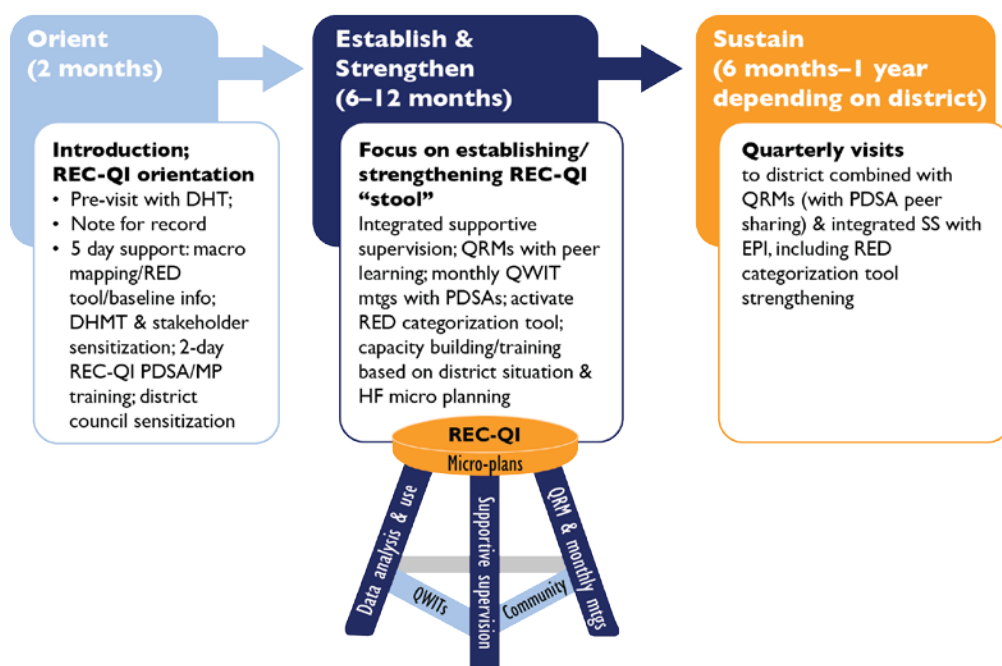 Orient
(2 months)
Introduction;
REC-QI orientation
• Pre-visit with DHT;
• Note for record
• 5 day support: macro
mapping/RED
tool/baseline info;
DHMT & stakeholder
sensitization; 2-day
REC-QI PDSA/MP
training; district
council sensitization
Establish &
Strengthen
(6–12 months)
Focus on establishing/
strengthening REC-QI
“stool”
Integrated supportive
supervision; QRMs with peer
learning; monthly QWIT
mtgs with PDSAs; activate
RED categorization tool;
capacity building/training
based on district situation &
HF micro planning
Sustain
(6 months–1 year
depending on district)
Quarterly visits
to district combined with
QRMs (with PDSA peer
sharing) & integrated SS with
EPI, including RED
categorization tool
strengthening
REC-QI
Micro-plans
Data analysis & use
Supportive supervision
QRM & monthly mtgs
QWITs
Community